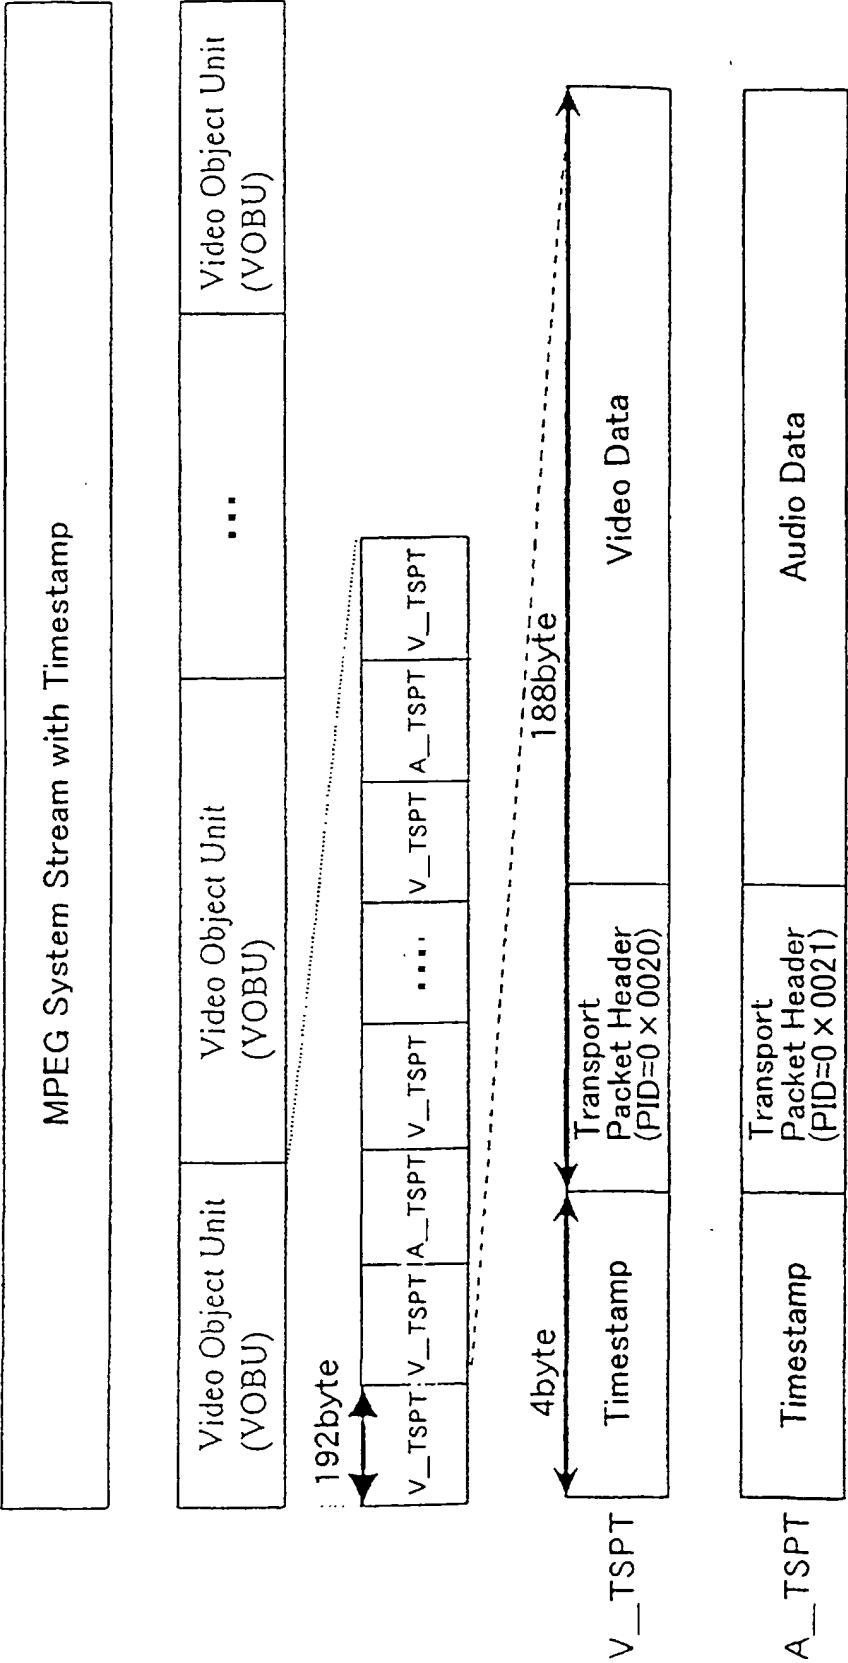 MPEG System Stream with Timestamp
Video Object Unit
(VOBU)
Video Object Unit
(VOBU)
...
Video Object Unit
(VOBU)
192byte
V_TSPT
V_TSPT
A_TSPT
V_TSPT
....
V_TSPT
A_TSPT
V_TSPT
4byte
188byte
V_TSPT
Timestamp
Transport
Packet Header
(PID=0×0020)
Video Data
A_TSPT
Timestamp
Transport
Packet Header
(PID=0×0021)
Audio Data